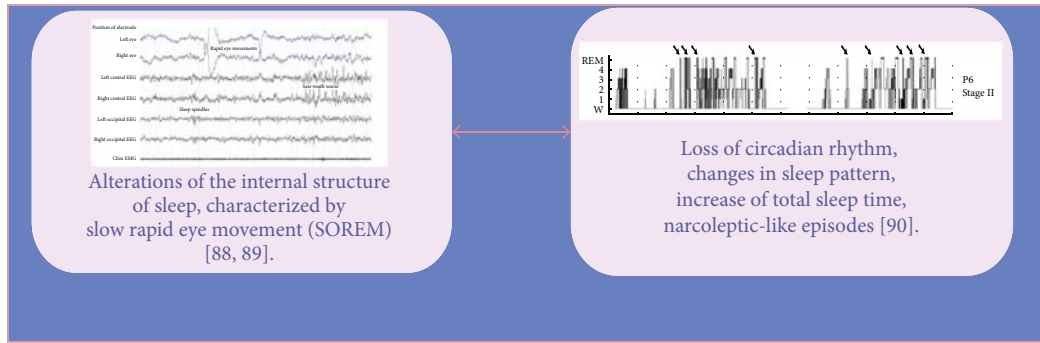 Position of electrode
Left eye
Rapid eye movements
Right eye
Left central EEG
Saw-tooth waves
Right central EEG
Sleep spindles
Left occipital EEG
Right occipital EEG
Chin EMG
Alterations of the internal structure
of sleep, characterized by
slow rapid eye movement (SOREM)
[88, 89].
REM
4
3
2
1
W
P6
Stage II
Loss of circadian rhythm,
changes in sleep pattern,
increase of total sleep time,
narcoleptic-like episodes [90].